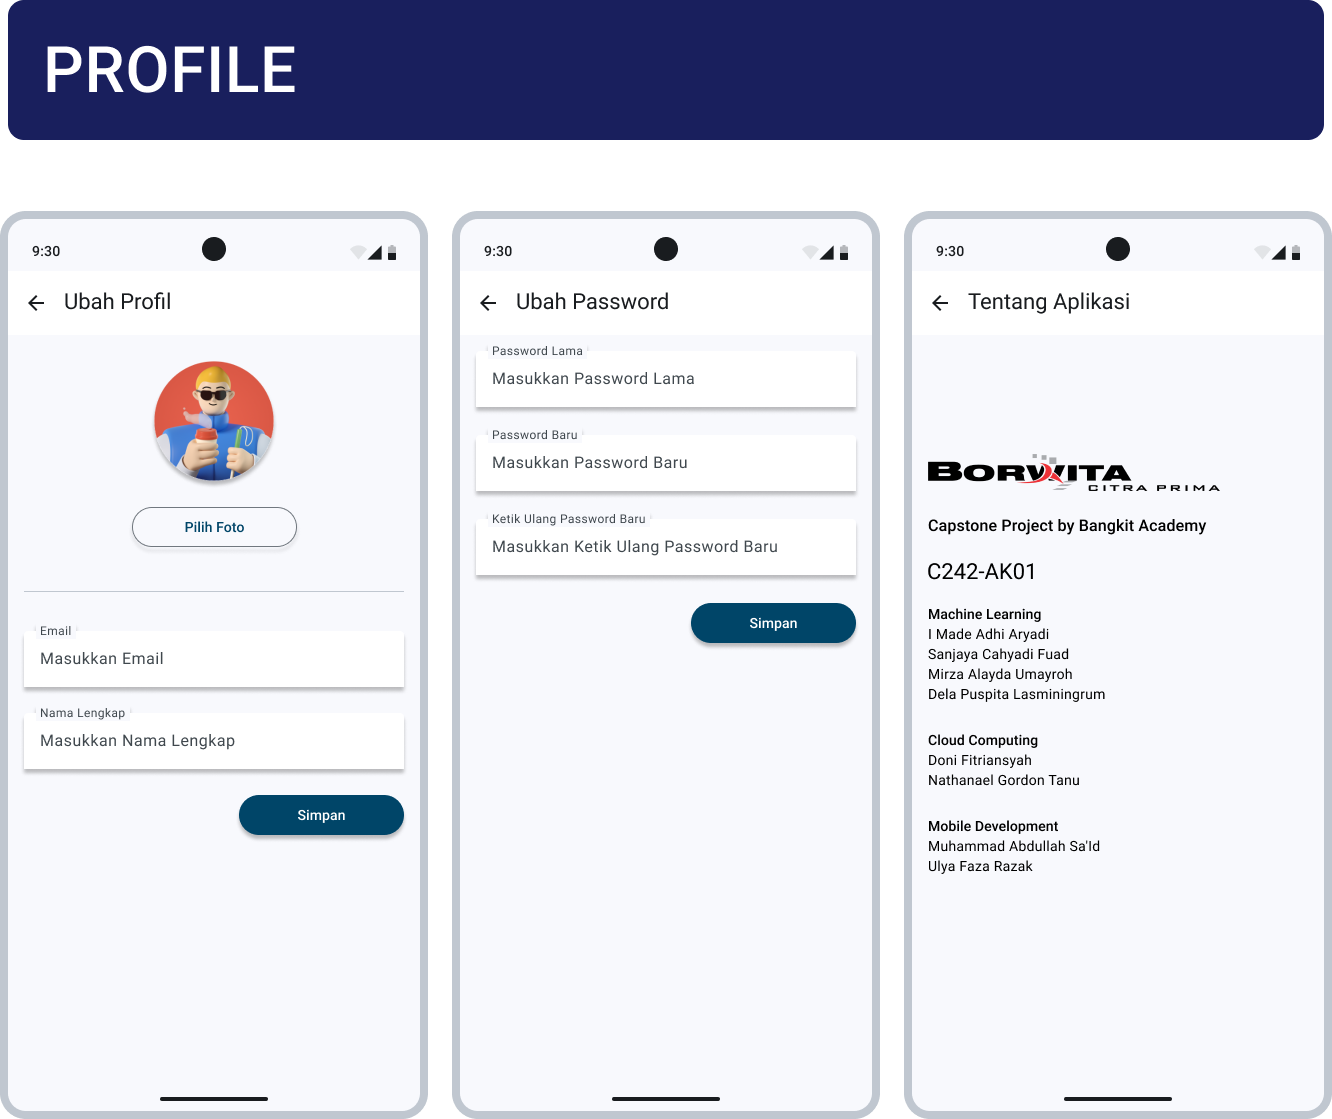 PROFILE
9:30
Ubah Profil
Pilih Foto
Email
Masukkan Email
Nama Lengkap
Masukkan Nama Lengkap
Simpan
9:30
Ubah Password
Password Lama
Masukkan Password Lama
Password Baru
Masukkan Password Baru
Ketik Ulang Password Baru
Masukkan Ketik Ulang Password Baru
Simpan
9:30
Tentang Aplikasi
BORWITA
CITRA PRIMA
Capstone Project by Bangkit Academy
C242-AK01
Machine Learning
I Made Adhi Aryadi
Sanjaya Cahyadi Fuad
Mirza Alayda Umayroh
Dela Puspita Lasminingrum
Cloud Computing
Doni Fitriansyah
Nathanael Gordon Tanu
Mobile Development
Muhammad Abdullah Sa'Id
Ulya Faza Razak